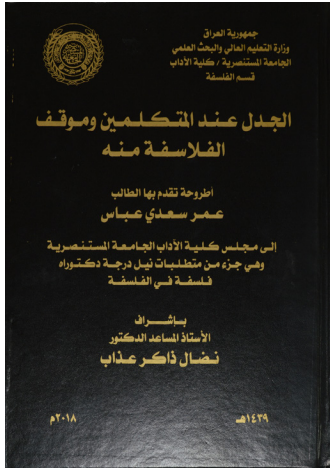 جمهورية العراق
وزارة التعليم العالي والبحث العلمي
الجامعة المستنصرية / كلية الآداب
قسم الفلسفة
الجدل عند المتكلمين وموقف
الفلاسفة منه
اطروحة تقدم بها الطالب
عمر سعدي عباس
إلى مجلس كلية الآداب الجامعة المستنصرية
وهي جزء من متطلبات نيل درجة دكتوراه
فلسفة في الفلسفة
بإشراف
الأستاذ المساعد الدكتور
نضال ذاكر عذاب
١٤٣٩هـ
٢٠١٨م